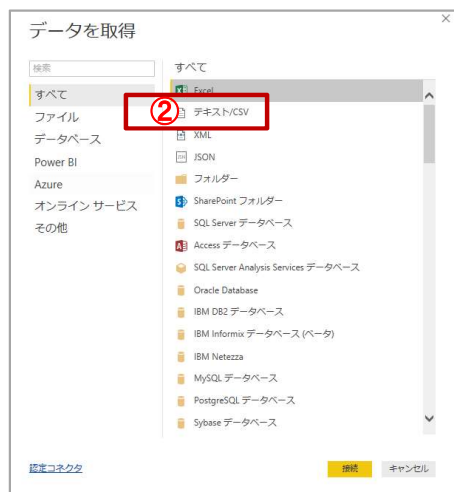 データを取得
検索
すべて
ファイル
データベース
Power BI
Azure
オンライン サービス
その他
すべて
Excel
② テキスト/CSV
XML
JSON
フォルダー
SharePoint フォルダー
SQL Server データベース
Access データベース
SQL Server Analysis Services データベース
Oracle Database
IBM DB2 データベース
IBM Informix データベース (ベータ)
IBM Netezza
MySQL データベース
PostgreSQL データベース
Sybase データベース
認定コネクタ
接続
キャンセル